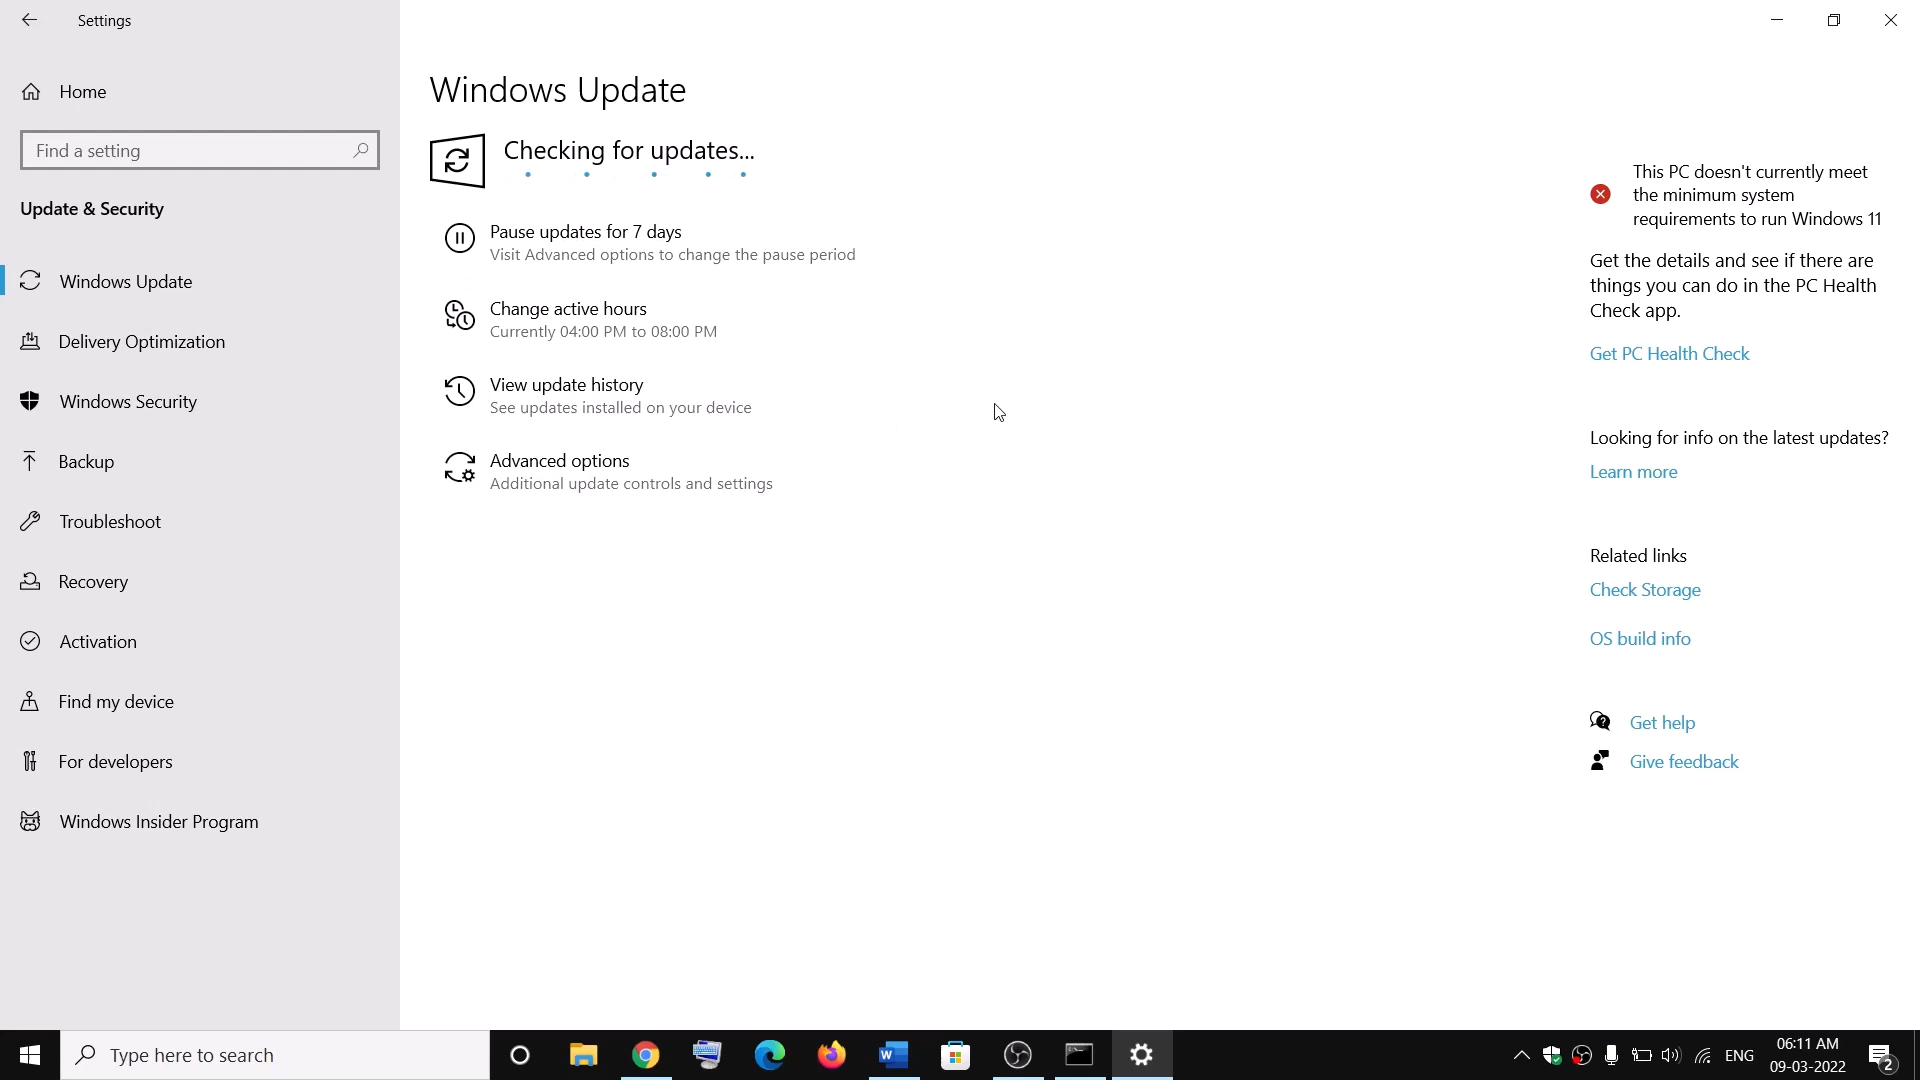 Settings
Home
Find a setting
Update & Security
Windows Update
Delivery Optimization
Windows Security
Backup
Troubleshoot
Recovery
Activation
Find my device
For developers
Windows Insider Program
Windows Update
Checking for updates...
Pause updates for 7 days
Visit Advanced options to change the pause period
Change active hours
Currently 04:00 PM to 08:00 PM
View update history
See updates installed on your device
Advanced options
Additional update controls and settings
This PC doesn't currently meet
the minimum system
requirements to run Windows 11
Get the details and see if there are
things you can do in the PC Health
Check app.
Get PC Health Check
Looking for info on the latest updates?
Learn more
Related links
Check Storage
OS build info
Get help
Give feedback
Type here to search
W
ENG
06:11 AM
09-03-2022
2